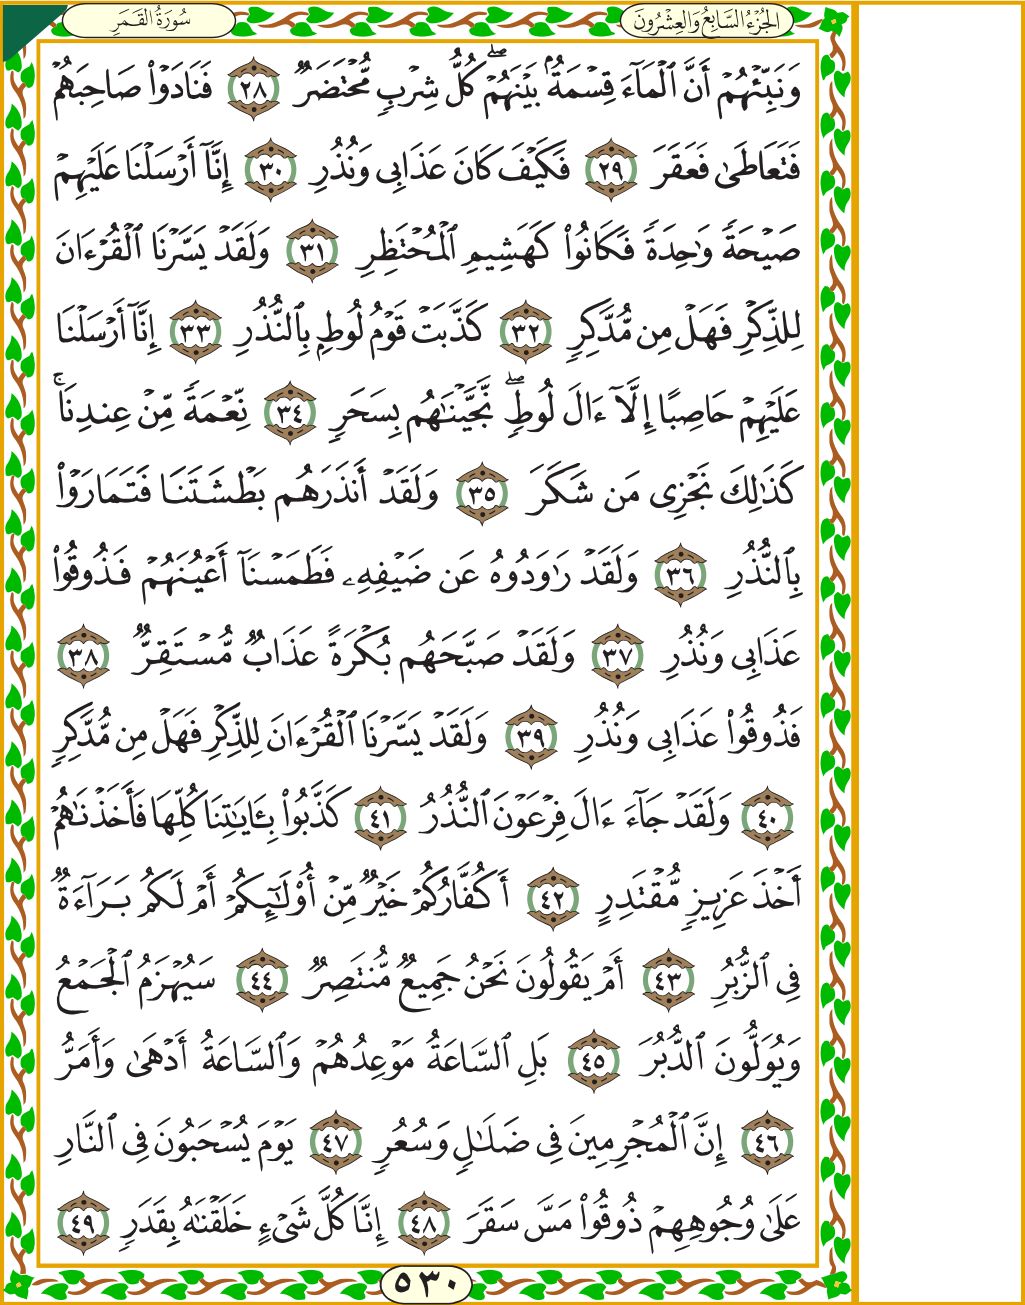 الجُزْءُ السَّابِعُ وَالعِشْرُونَ
سُورَةُ القَمَرِ
وَنَبِّئْهُمْ أَنَّ ٱلْمَآءَ قِسْمَةٌۢ بَيْنَهُمْۖ كُلُّ شِرْبٍ مُّحْتَضَرٌ ٢٨ فَنَادَوْا۟ صَاحِبَهُمْ
فَتَعَاطَىٰ فَعَقَرَ ٢٩ فَكَيْفَ كَانَ عَذَابِى وَنُذُرِ ٣٠ إِنَّآ أَرْسَلْنَا عَلَيْهِمْ
صَيْحَةً وَٰحِدَةً فَكَانُوا۟ كَهَشِيمِ ٱلْمُحْتَظِرِ ٣١ وَلَقَدْ يَسَّرْنَا ٱلْقُرْءَانَ
لِلذِّكْرِ فَهَلْ مِن مُّدَّكِرٍ ٣٢ كَذَّبَتْ قَوْمُ لُوطٍۭ بِٱلنُّذُرِ ٣٣ إِنَّآ أَرْسَلْنَا
عَلَيْهِمْ حَاصِبًا إِلَّآ ءَالَ لُوطٍۖ نَّجَّيْنَٰهُم بِسَحَرٍ ٣٤ نِّعْمَةً مِّنْ عِندِنَاۚ
كَذَٰلِكَ نَجْزِى مَن شَكَرَ ٣٥ وَلَقَدْ أَنذَرَهُم بَطْشَتَنَا فَتَمَارَوْا۟
بِٱلنُّذُرِ ٣٦ وَلَقَدْ رَٰوَدُوهُ عَن ضَيْفِهِۦ فَطَمَسْنَآ أَعْيُنَهُمْ فَذُوقُوا۟
عَذَابِى وَنُذُرِ ٣٧ وَلَقَدْ صَبَّحَهُم بُكْرَةً عَذَابٌ مُّسْتَقِرٌّ ٣٨
فَذُوقُوا۟ عَذَابِى وَنُذُرِ ٣٩ وَلَقَدْ يَسَّرْنَا ٱلْقُرْءَانَ لِلذِّكْرِ فَهَلْ مِن مُّدَّكِرٍ
٤٠ وَلَقَدْ جَآءَ ءَالَ فِرْعَوْنَ ٱلنُّذُرُ ٤١ كَذَّبُوا۟ بِـَٔايَٰتِنَا كُلِّهَا فَأَخَذْنَٰهُمْ
أَخْذَ عَزِيزٍ مُّقْتَدِرٍ ٤٢ أَكُفَّارُكُمْ خَيْرٌ مِّنْ أُو۟لَٰٓئِكُمْ أَمْ لَكُم بَرَآءَةٌ
فِى ٱلزُّبُرِ ٤٣ أَمْ يَقُولُونَ نَحْنُ جَمِيعٌ مُّنتَصِرٌ ٤٤ سَيُهْزَمُ ٱلْجَمْعُ
وَيُوَلُّونَ ٱلدُّبُرَ ٤٥ بَلِ ٱلسَّاعَةُ مَوْعِدُهُمْ وَٱلسَّاعَةُ أَدْهَىٰ وَأَمَرُّ
٤٦ إِنَّ ٱلْمُجْرِمِينَ فِى ضَلَٰلٍ وَسُعُرٍ ٤٧ يَوْمَ يُسْحَبُونَ فِى ٱلنَّارِ
عَلَىٰ وُجُوهِهِمْ ذُوقُوا۟ مَسَّ سَقَرَ ٤٨ إِنَّا كُلَّ شَىْءٍ خَلَقْنَٰهُ بِقَدَرٍ ٤٩
٥٣٠